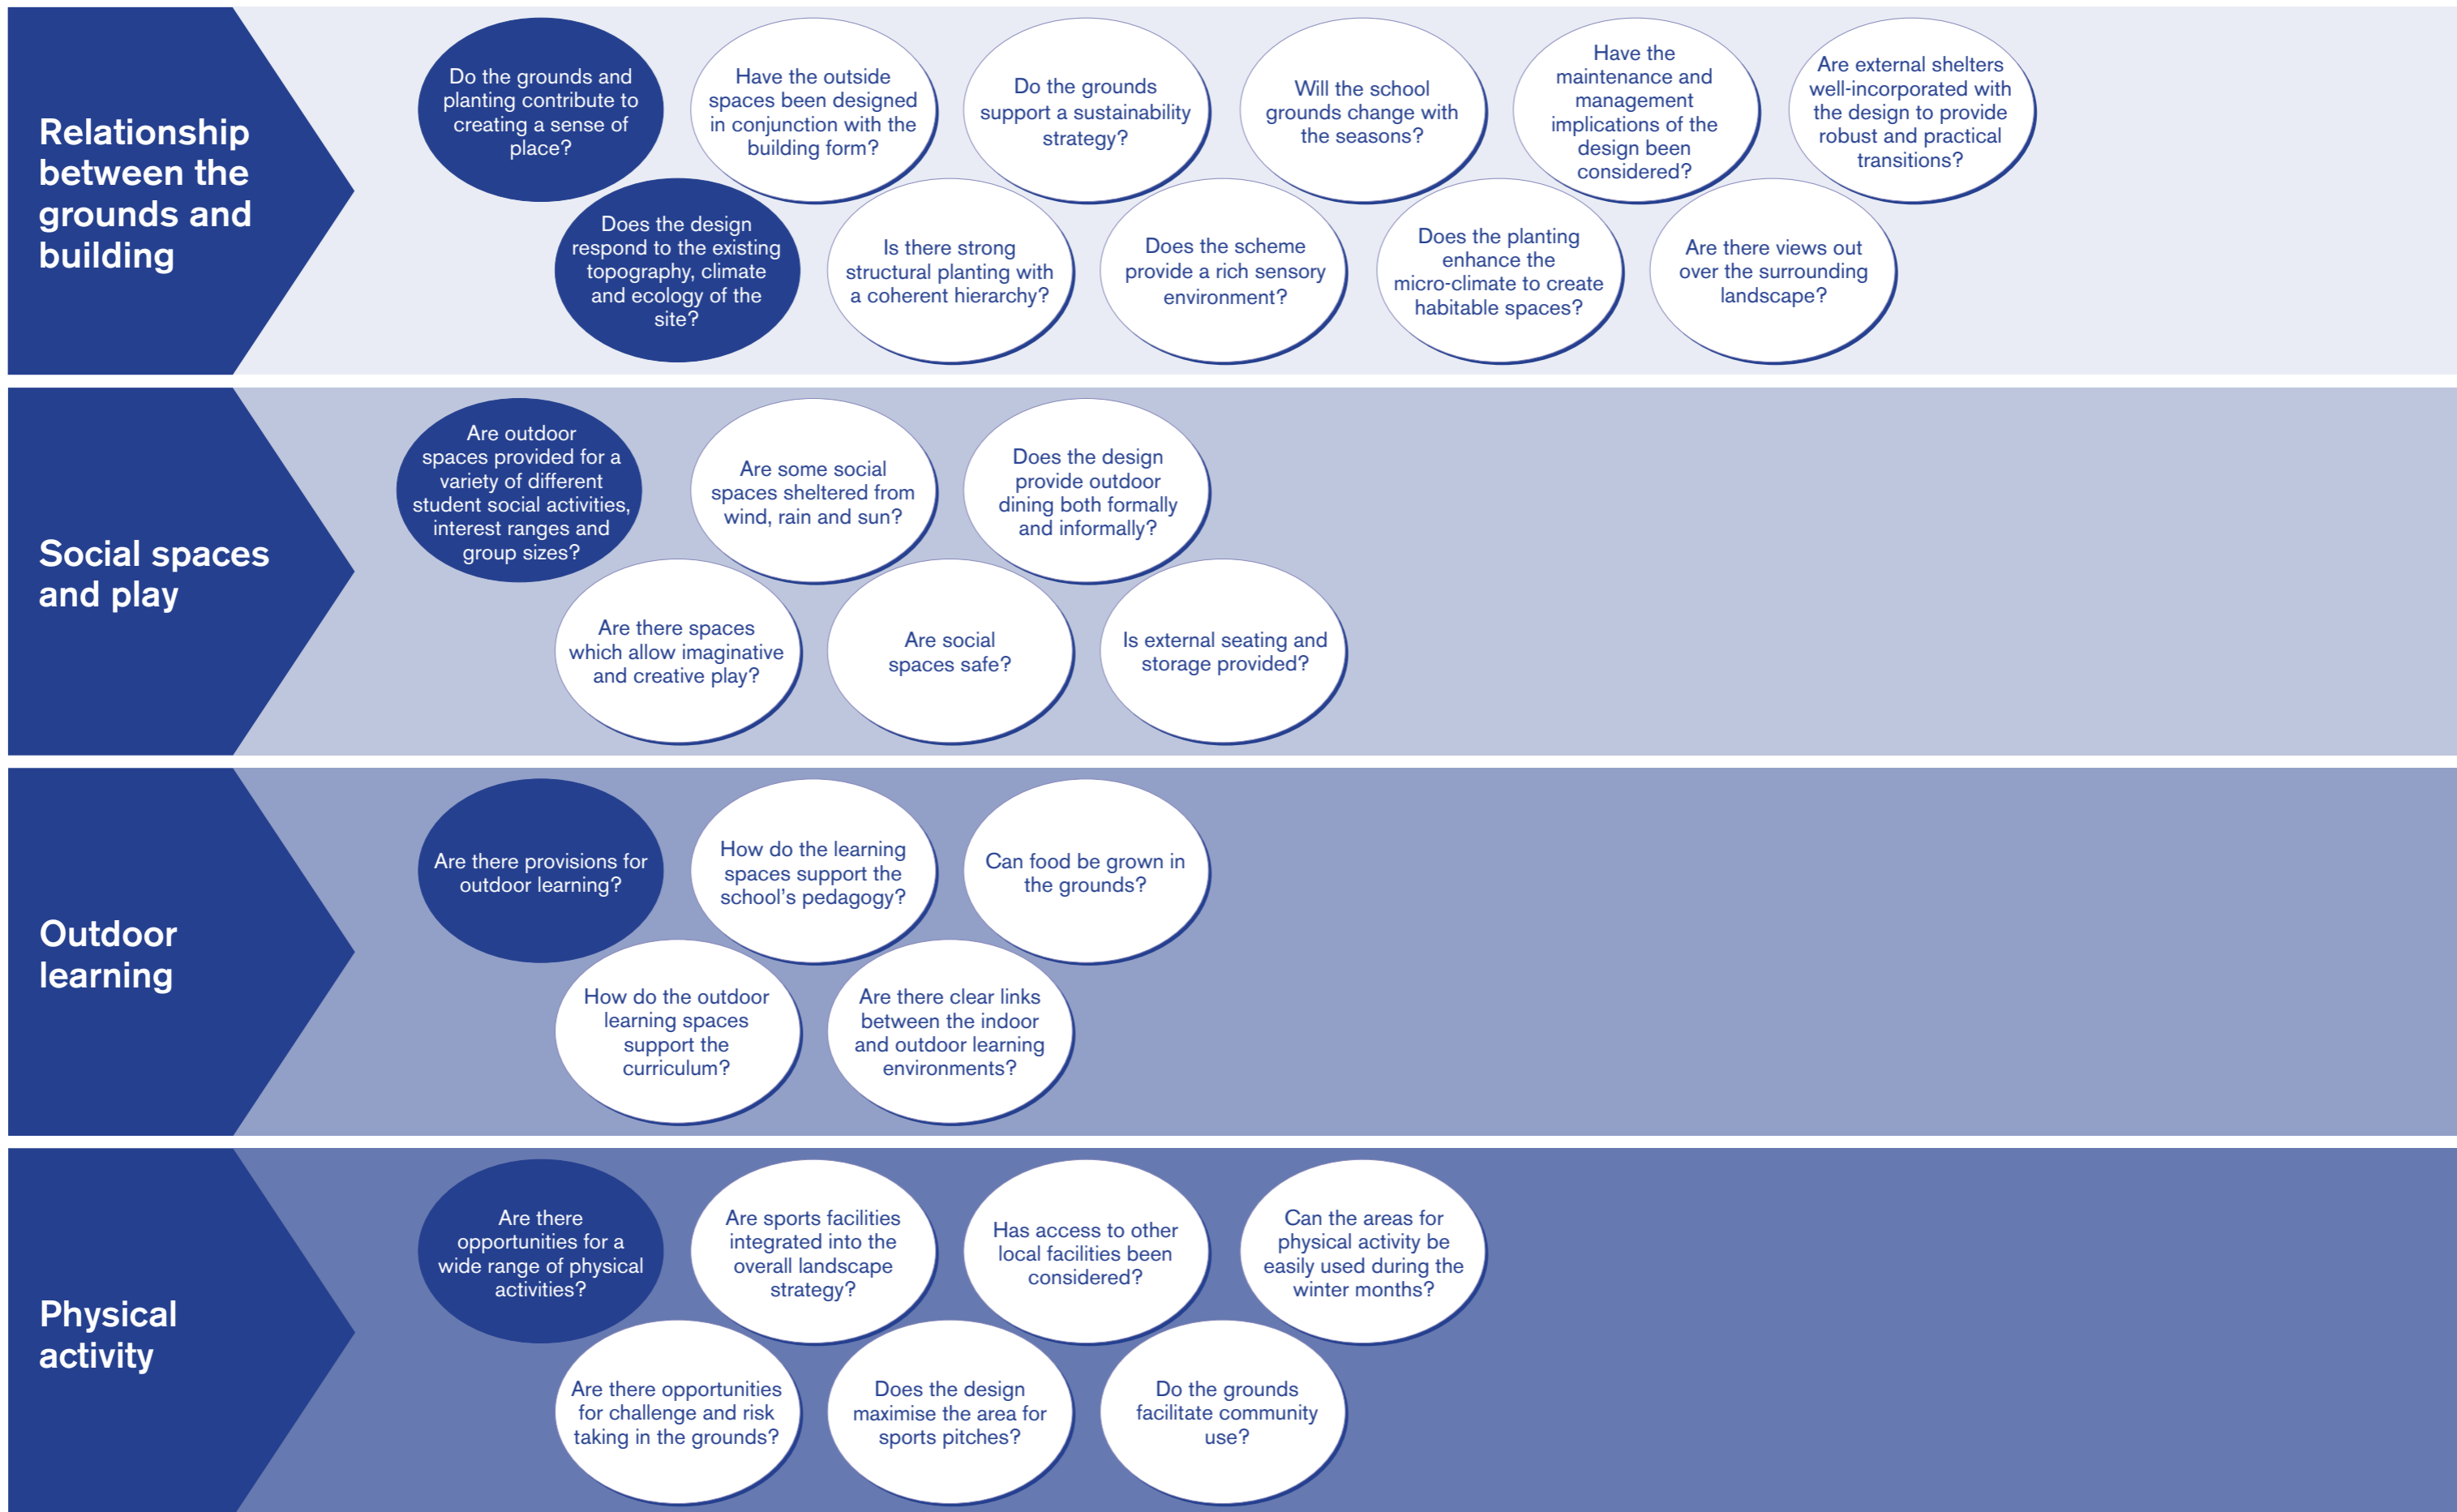 Relationship
between the
grounds and
building
Do the grounds and
planting contribute to
creating a sense of
place?
Have the outside
spaces been designed
in conjunction with the
building form?
Do the grounds
support a sustainability
strategy?
Will the school
grounds change with
the seasons?
Have the
maintenance and
management
implications of the
design been
considered?
Are external shelters
well-incorporated with
the design to provide
robust and practical
transitions?
Does the design
respond to the existing
topography, climate
and ecology of the
site?
Is there strong
structural planting with
a coherent hierarchy?
Does the scheme
provide a rich sensory
environment?
Does the planting
enhance the
micro-climate to create
habitable spaces?
Are there views out
over the surrounding
landscape?
Social spaces
and play
Are outdoor
spaces provided for a
variety of different
student social activities,
interest ranges and
group sizes?
Are some social
spaces sheltered from
wind, rain and sun?
Does the design
provide outdoor
dining both formally
and informally?
Are there spaces
which allow imaginative
and creative play?
Are social
spaces safe?
Is external seating and
storage provided?
Outdoor
learning
Are there provisions for
outdoor learning?
How do the learning
spaces support the
school's pedagogy?
Can food be grown in
the grounds?
How do the outdoor
learning spaces
support the
curriculum?
Are there clear links
between the indoor
and outdoor learning
environments?
Physical
activity
Are there
opportunities for a
wide range of physical
activities?
Are sports facilities
integrated into the
overall landscape
strategy?
Has access to other
local facilities been
considered?
Can the areas for
physical activity be
easily used during the
winter months?
Are there opportunities
for challenge and risk
taking in the grounds?
Does the design
maximise the area for
sports pitches?
Do the grounds
facilitate community
use?